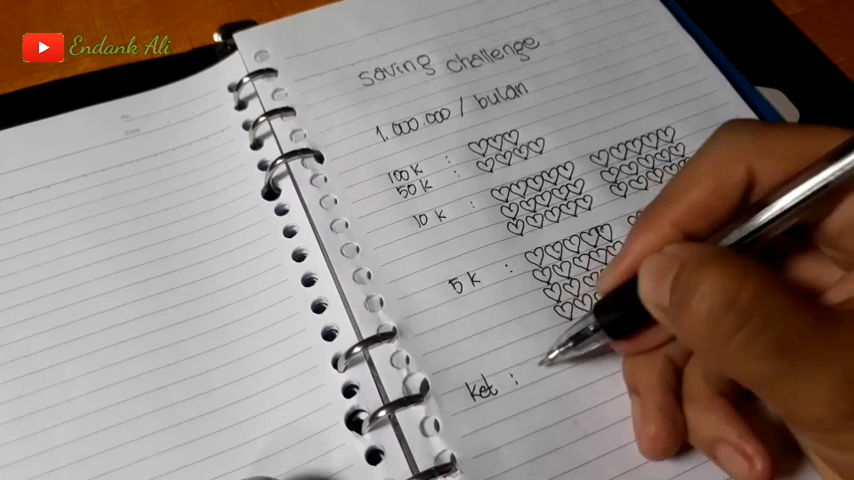 Endank Ali
saving challenge
1.000.000 / bulan
100 k : ♡♡♡
50 k : ♡♡♡♡
10 k :
5 k :
ket :